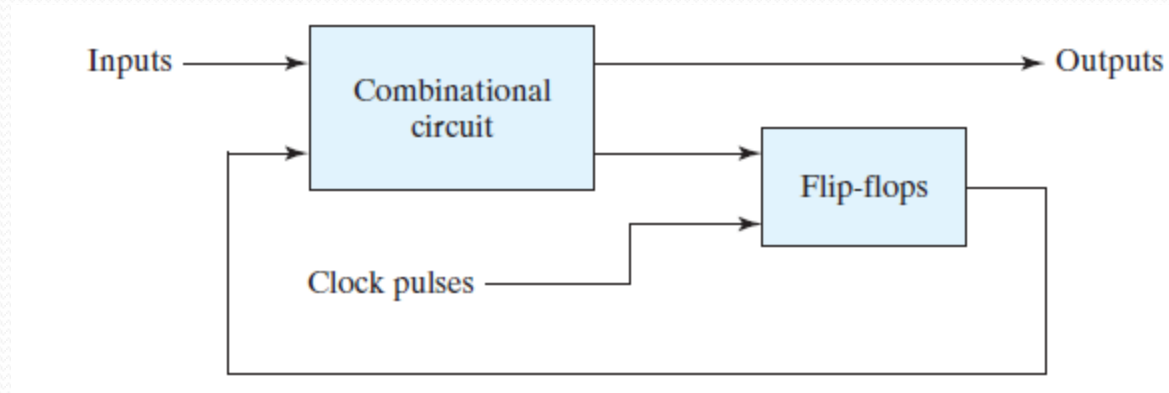 Inputs
Outputs
Combinational
circuit
Flip-flops
Clock pulses